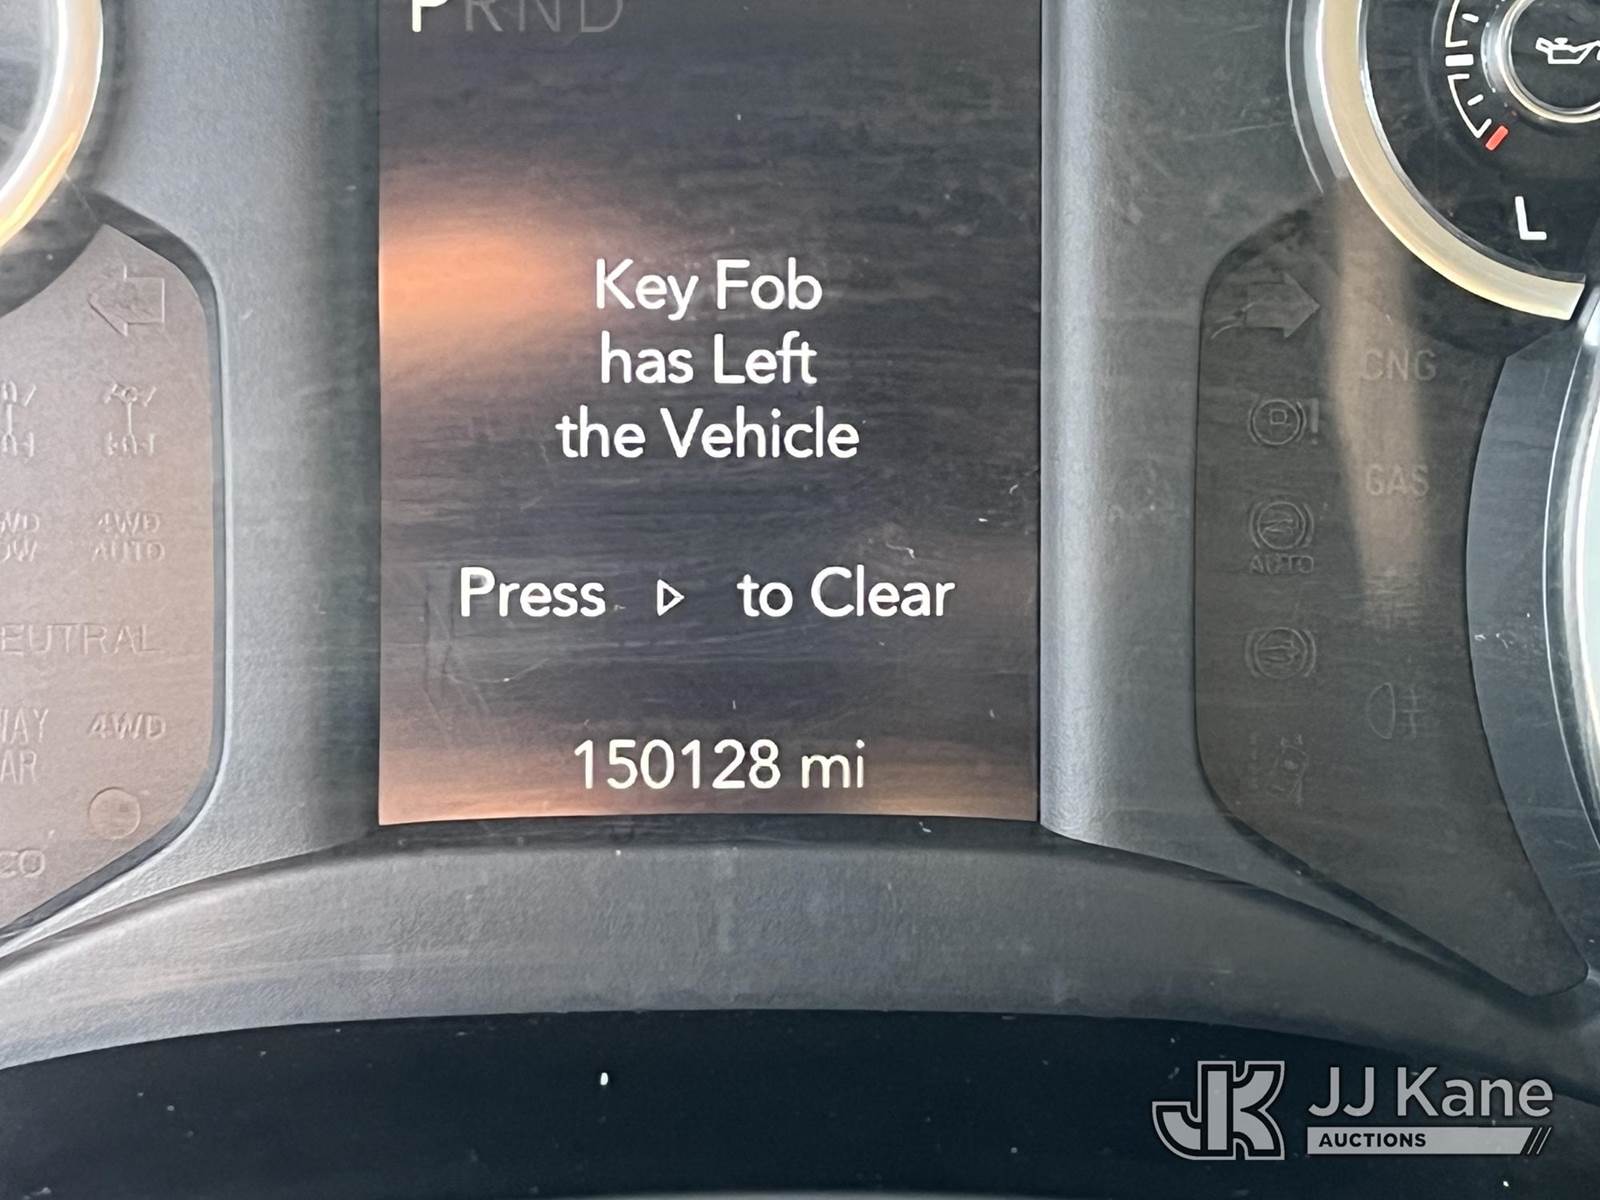 PRND
L
Key Fob
has Left
the Vehicle
Press ▷ to Clear
150128 mi
CNG
GAS
AUTO
4WD
AUTO
4WD
JK JJ Kane
AUCTIONS